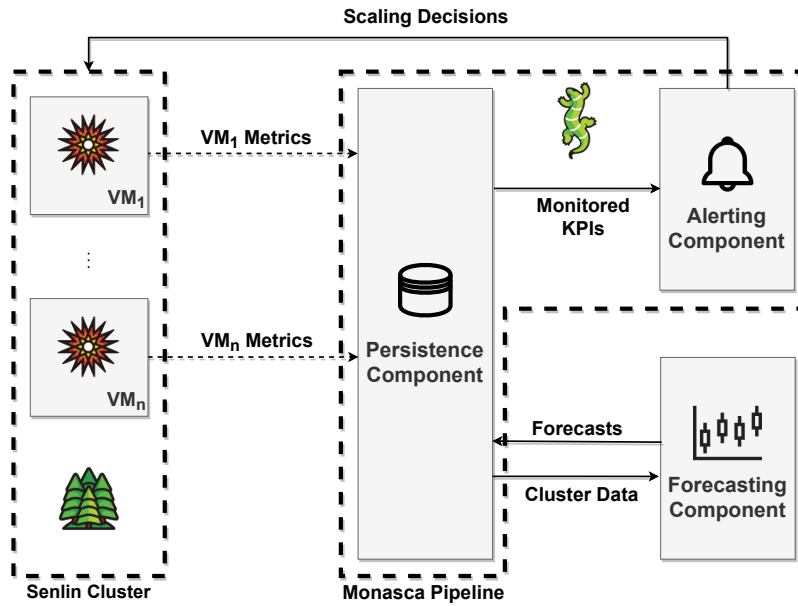 Scaling Decisions
VM1 Metrics
VM1
Monitored
KPIs
Alerting
Component
...
VMn Metrics
VMn
Persistence
Component
Forecasts
Cluster Data
Forecasting
Component
Senlin Cluster
Monasca Pipeline